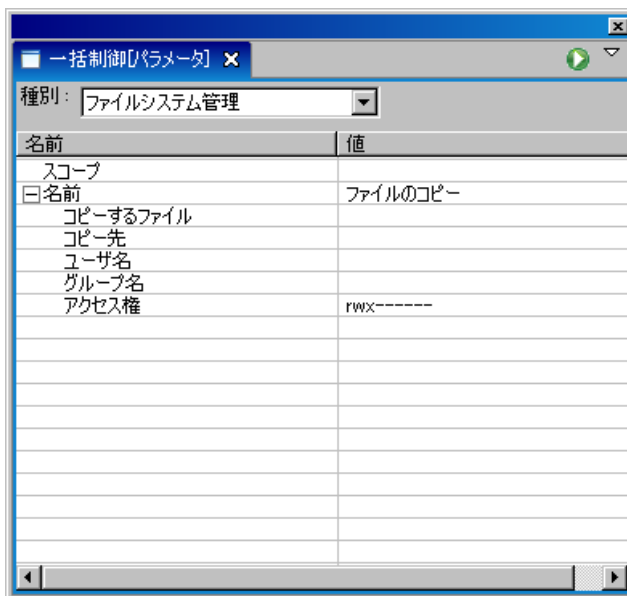 一括制御[パラメータ]
種別: ファイルシステム管理
名前 値
スコープ
名前 ファイルのコピー
コピーするファイル
コピー先
ユーザ名
グループ名
アクセス権 rwx------